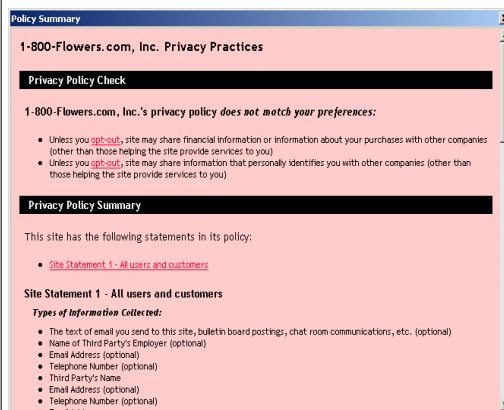 Policy Summary
1-800-Flowers.com, Inc. Privacy Practices
Privacy Policy Check
1-800-Flowers.com, Inc.'s privacy policy does not match your preferences:
• Unless you opt-out, site may share financial information or information about your purchases with other companies
(other than those helping the site provide services to you)
• Unless you opt-out, site may share information that personally identifies you with other companies (other than
those helping the site provide services to you)
Privacy Policy Summary
This site has the following statements in its policy:
• Site Statement 1 - All users and customers
Site Statement 1 - All users and customers
Types of Information Collected:
• The text of email you send to this site, bulletin board postings, chat room communications, etc. (optional)
• Name of Third Party's Employer (optional)
• Email Address (optional)
• Telephone Number (optional)
• Third Party's Name
• Email Address (optional)
• Telephone Number (optional)